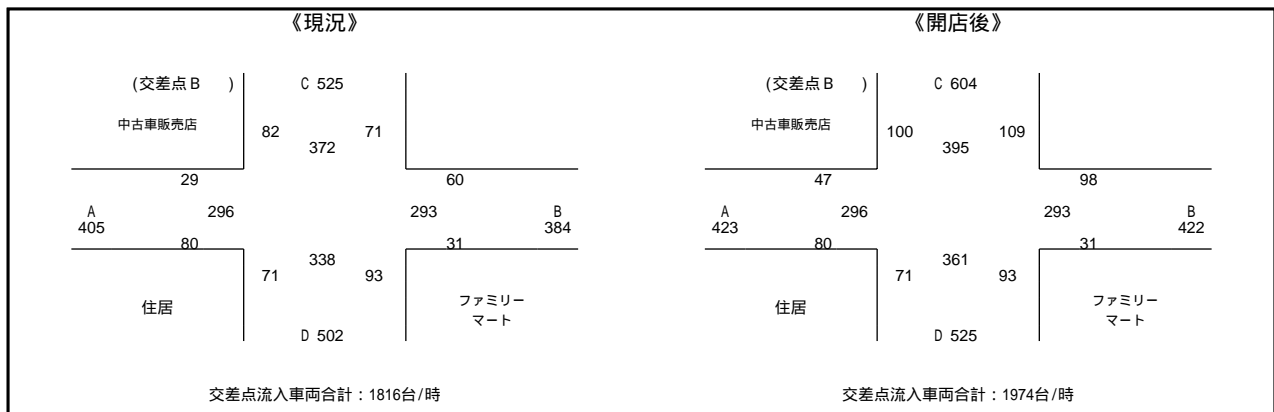 《現況》
(交差点B )
C 525
中古車販売店
82
71
372
29
60
A
405
296
293
B
384
80
31
338
71
93
住居
ファミリー
マート
D 502
交差点流入車両合計：1816台/時
《開店後》
(交差点B )
C 604
中古車販売店
100
109
395
47
98
A
423
296
293
B
422
80
31
361
71
93
住居
ファミリー
マート
D 525
交差点流入車両合計：1974台/時